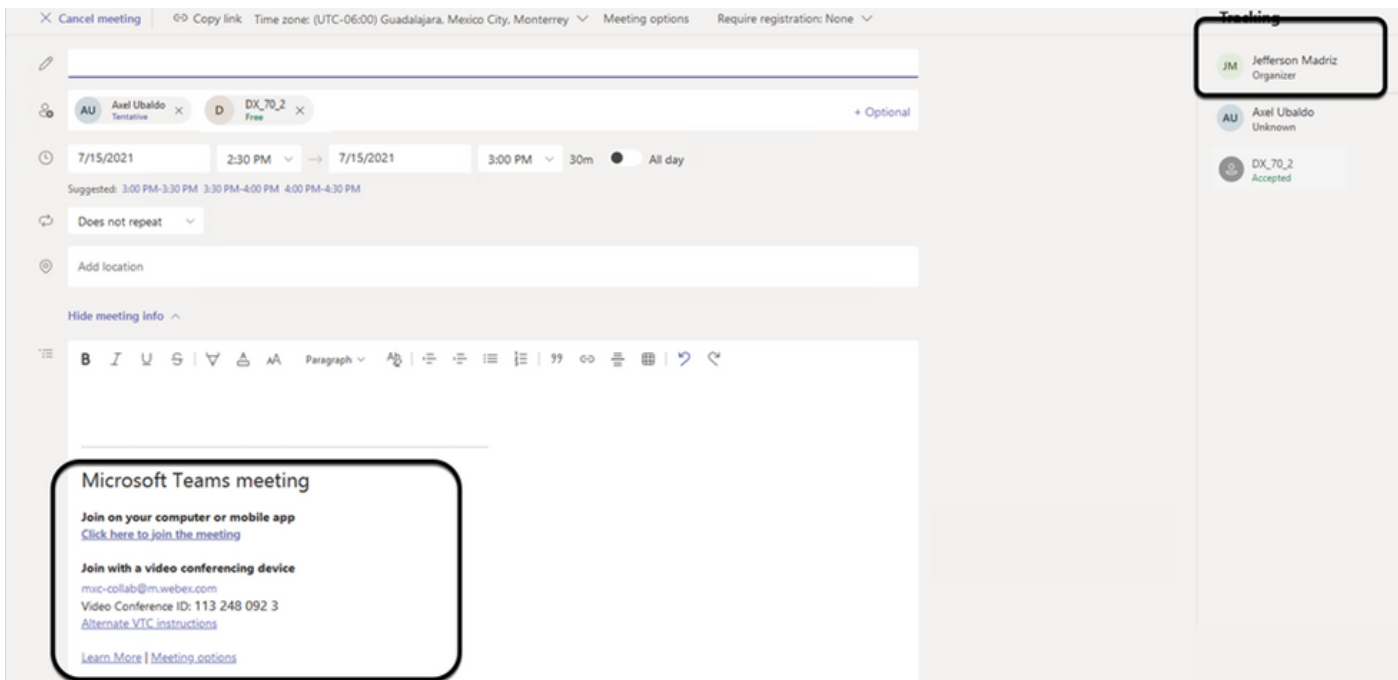 Cancel meeting Copy link Time zone: (UTC-06:00) Guadalajara, Mexico City, Monterrey Meeting options Require registration: None
Tracking
JM Jefferson Madriz
Organizer
AU Axel Ubaldo
Tentative
D DX_70_2
Free
+ Optional
AU Axel Ubaldo
Unknown
7/15/2021 2:30 PM → 7/15/2021 3:00 PM 30m All day
DX_70_2
Accepted
Suggested: 3:00 PM-3:30 PM 3:30 PM-4:00 PM 4:00 PM-4:30 PM
Does not repeat
Add location
Hide meeting info
B I U S A AA Paragraph
Microsoft Teams meeting
Join on your computer or mobile app
Click here to join the meeting
Join with a video conferencing device
mxc-collab@m.webex.com
Video Conference ID: 113 248 092 3
Alternate VTC instructions
Learn More | Meeting options